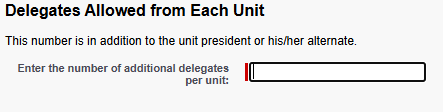 Delegates Allowed from Each Unit
This number is in addition to the unit president or his/her alternate.
Enter the number of additional delegates
per unit: